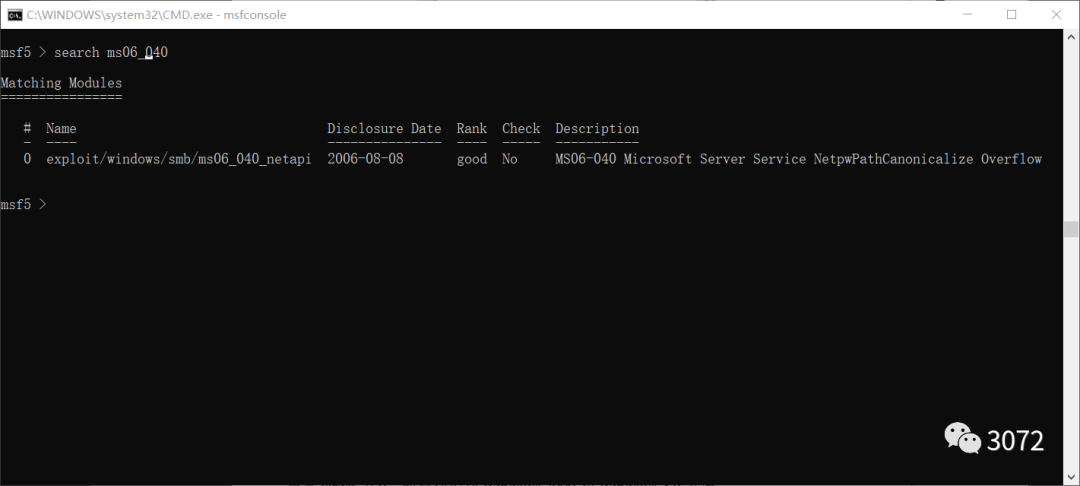 C:\WINDOWS\system32\CMD.exe - msfconsole
msf5 > search ms06_040
Matching Modules
================
#  Name                                 Disclosure Date  Rank  Check  Description
-  ----                                 ---------------  ----  -----  -----------
0  exploit/windows/smb/ms06_040_netapi  2006-08-08       good  No     MS06-040 Microsoft Server Service NetpwPathCanonicalize Overflow
msf5 >
3072